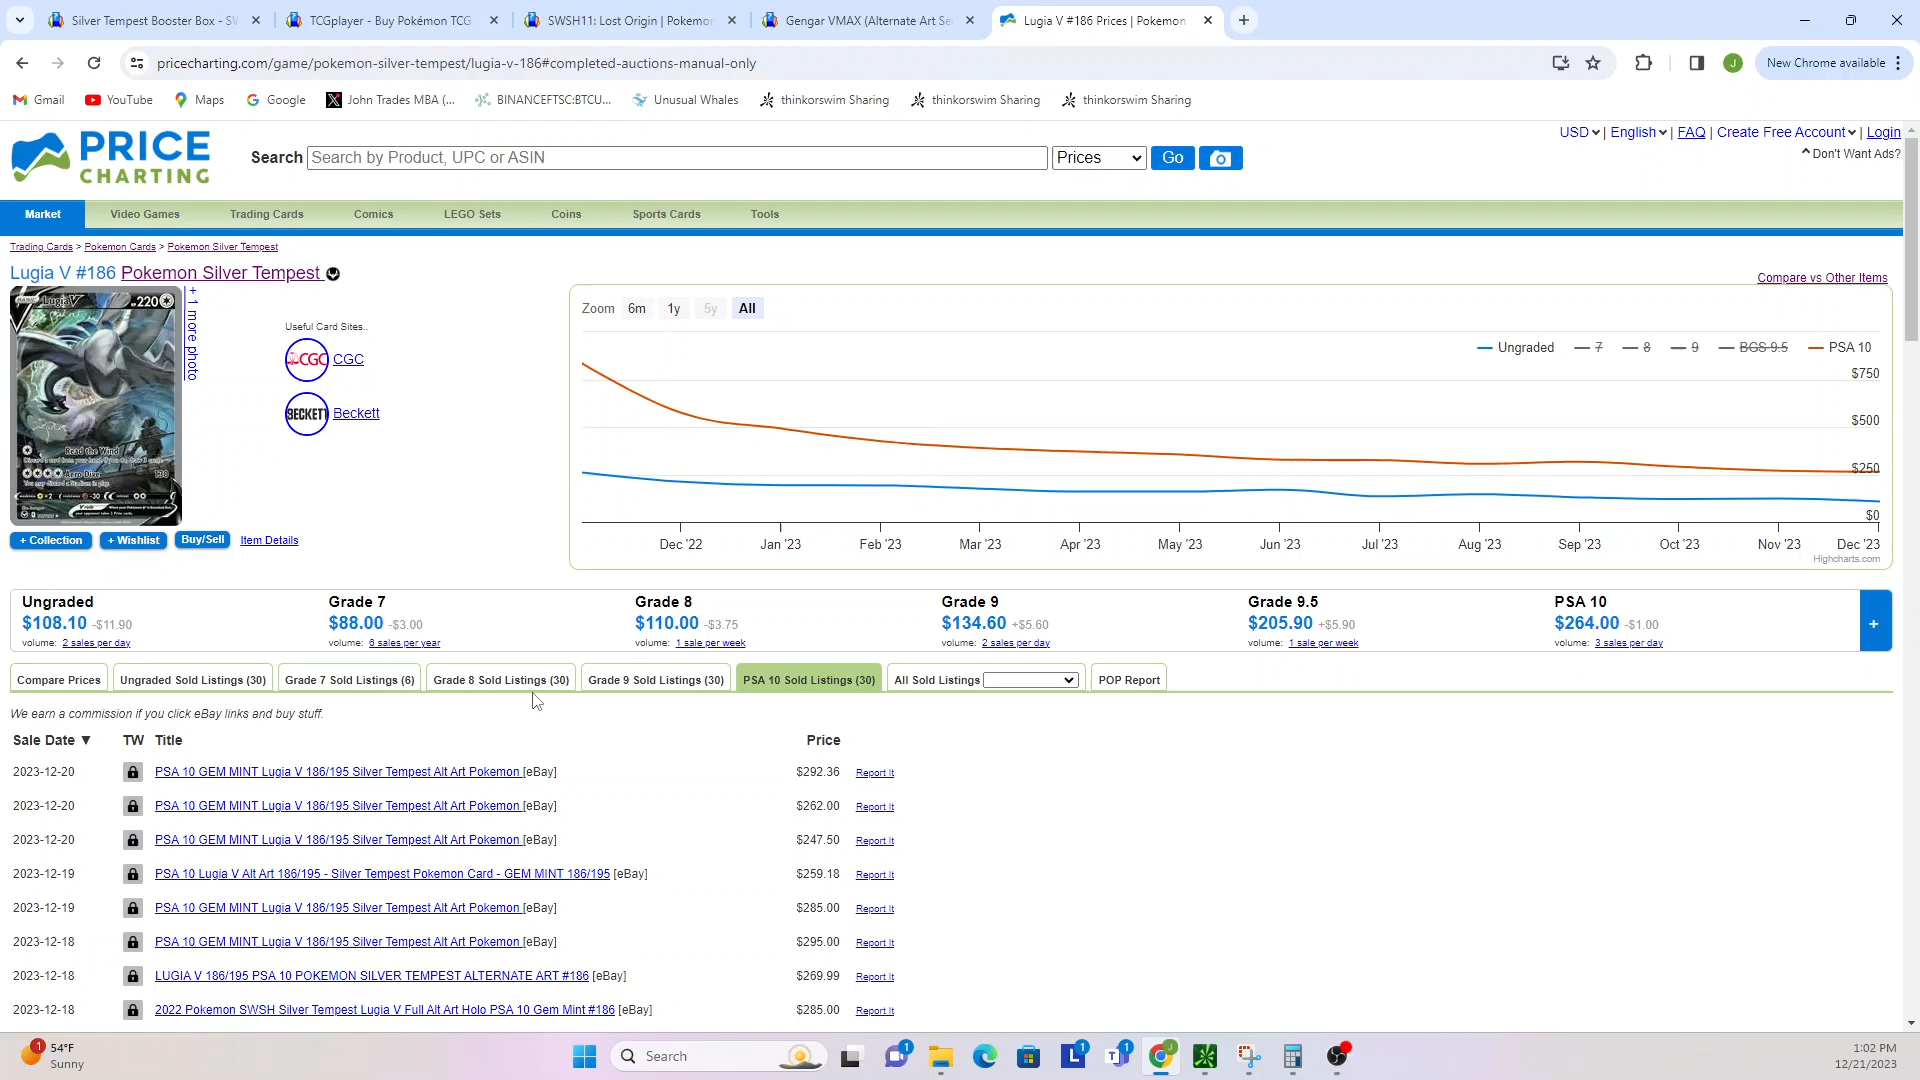 Silver Tempest Booster Box - SV
TCGplayer - Buy Pokémon TCG
SWSH11: Lost Origin | Pokemon
Gengar VMAX (Alternate Art Se
Lugia V #186 Prices | Pokemon
pricecharting.com/game/pokemon-silver-tempest/lugia-v-186#completed-auctions-manual-only
J
New Chrome available
Gmail YouTube Maps Google John Trades MBA (... BINANCEFTSC:BTCU... Unusual Whales thinkorswim Sharing thinkorswim Sharing thinkorswim Sharing
PRICE
CHARTING
Search Search by Product, UPC or ASIN Prices Go
USD | English | FAQ | Create Free Account | Login
^ Don't Want Ads?
Market Video Games Trading Cards Comics LEGO Sets Coins Sports Cards Tools
Trading Cards > Pokemon Cards > Pokemon Silver Tempest
Lugia V #186 Pokemon Silver Tempest
Compare vs Other Items
BASIC Lugia V HP 220
Read the Wind
Aero Dive 130
You may discard a Stadium in play.
+ 1 more photo
Useful Card Sites..
CGC CGC
BECKETT Beckett
+ Collection + Wishlist Buy/Sell Item Details
Zoom 6m 1y 5y All
Ungraded 7 8 9 BGS 9.5 PSA 10
$750
$500
$250
$0
Dec '22 Jan '23 Feb '23 Mar '23 Apr '23 May '23 Jun '23 Jul '23 Aug '23 Sep '23 Oct '23 Nov '23 Dec '23
Highcharts.com
Ungraded Grade 7 Grade 8 Grade 9 Grade 9.5 PSA 10
$108.10 -$11.90 $88.00 -$3.00 $110.00 -$3.75 $134.60 +$5.60 $205.90 +$5.90 $264.00 -$1.00 +
volume: 2 sales per day volume: 6 sales per year volume: 1 sale per week volume: 2 sales per day volume: 1 sale per week volume: 3 sales per day
Compare Prices Ungraded Sold Listings (30) Grade 7 Sold Listings (6) Grade 8 Sold Listings (30) Grade 9 Sold Listings (30) PSA 10 Sold Listings (30) All Sold Listings POP Report
We earn a commission if you click eBay links and buy stuff.
Sale Date ▼ TW Title Price
2023-12-20 PSA 10 GEM MINT Lugia V 186/195 Silver Tempest Alt Art Pokemon [eBay] $292.36 Report It
2023-12-20 PSA 10 GEM MINT Lugia V 186/195 Silver Tempest Alt Art Pokemon [eBay] $262.00 Report It
2023-12-20 PSA 10 GEM MINT Lugia V 186/195 Silver Tempest Alt Art Pokemon [eBay] $247.50 Report It
2023-12-19 PSA 10 Lugia V Alt Art 186/195 - Silver Tempest Pokemon Card - GEM MINT 186/195 [eBay] $259.18 Report It
2023-12-19 PSA 10 GEM MINT Lugia V 186/195 Silver Tempest Alt Art Pokemon [eBay] $285.00 Report It
2023-12-18 PSA 10 GEM MINT Lugia V 186/195 Silver Tempest Alt Art Pokemon [eBay] $295.00 Report It
2023-12-18 LUGIA V 186/195 PSA 10 POKEMON SILVER TEMPEST ALTERNATE ART #186 [eBay] $269.99 Report It
2023-12-18 2022 Pokemon SWSH Silver Tempest Lugia V Full Alt Art Holo PSA 10 Gem Mint #186 [eBay] $285.00 Report It
1 54°F
Sunny
Search
1 1 1 J
1:02 PM
12/21/2023